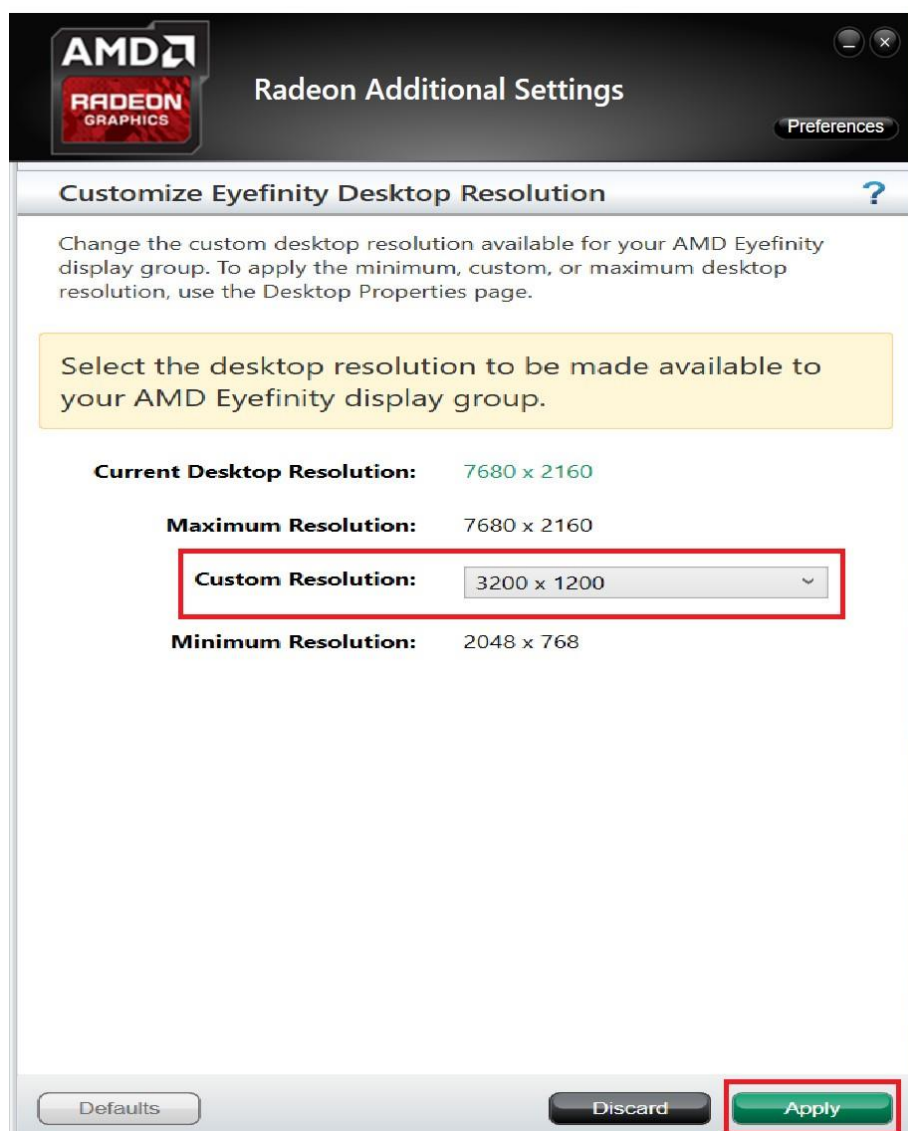 AMD
RADEON
GRAPHICS
Radeon Additional Settings
Preferences
Customize Eyefinity Desktop Resolution
?
Change the custom desktop resolution available for your AMD Eyefinity
display group. To apply the minimum, custom, or maximum desktop
resolution, use the Desktop Properties page.
Select the desktop resolution to be made available to
your AMD Eyefinity display group.
Current Desktop Resolution: 7680 x 2160
Maximum Resolution: 7680 x 2160
Custom Resolution: 3200 x 1200
Minimum Resolution: 2048 x 768
Defaults Discard Apply